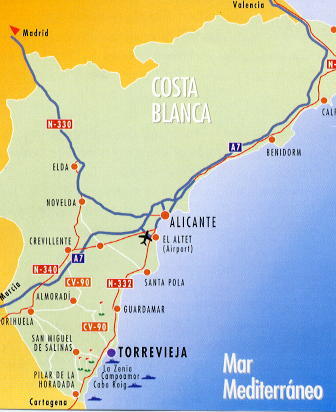 Valencia
Madrid
COSTA
BLANCA
N-
CALP
N-330
A7
BENIDORM
ELDA
NOVELDA
ALICANTE
EL ALTET
(Airport)
CREVILLENTE
A7
N-340
SANTA POLA
CV-90
N-332
Murcia
ALMORADÍ
GUARDAMAR
ORIHUELA
CV-90
SAN MIGUEL
DE SALINAS
TORREVIEJA
La Zenia
Campoamor
Cabo Roig
PILAR DE LA
HORADADA
Cartagena
Mar
Mediterráneo